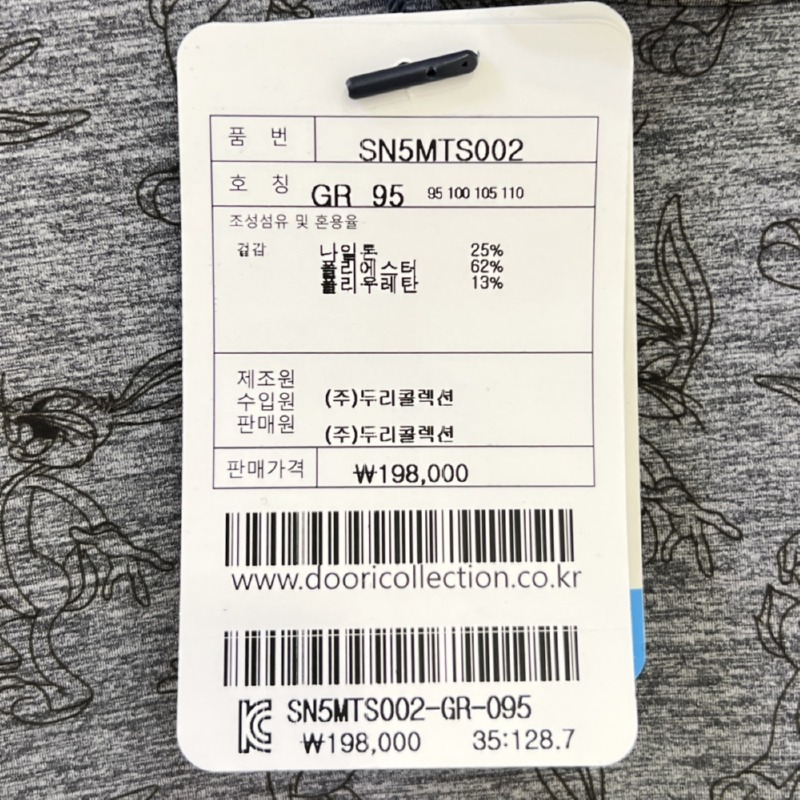 품 번 SN5MTS002
호 칭 GR 95 95 100 105 110
조성섬유 및 혼용율
겉감 나일론 25%
폴리에스터 62%
폴리우레탄 13%
제조원
수입원 (주)두리콜렉션
판매원 (주)두리콜렉션
판매가격 ₩198,000
www.dooricollection.co.kr
KC SN5MTS002-GR-095
₩198,000 35:128.7